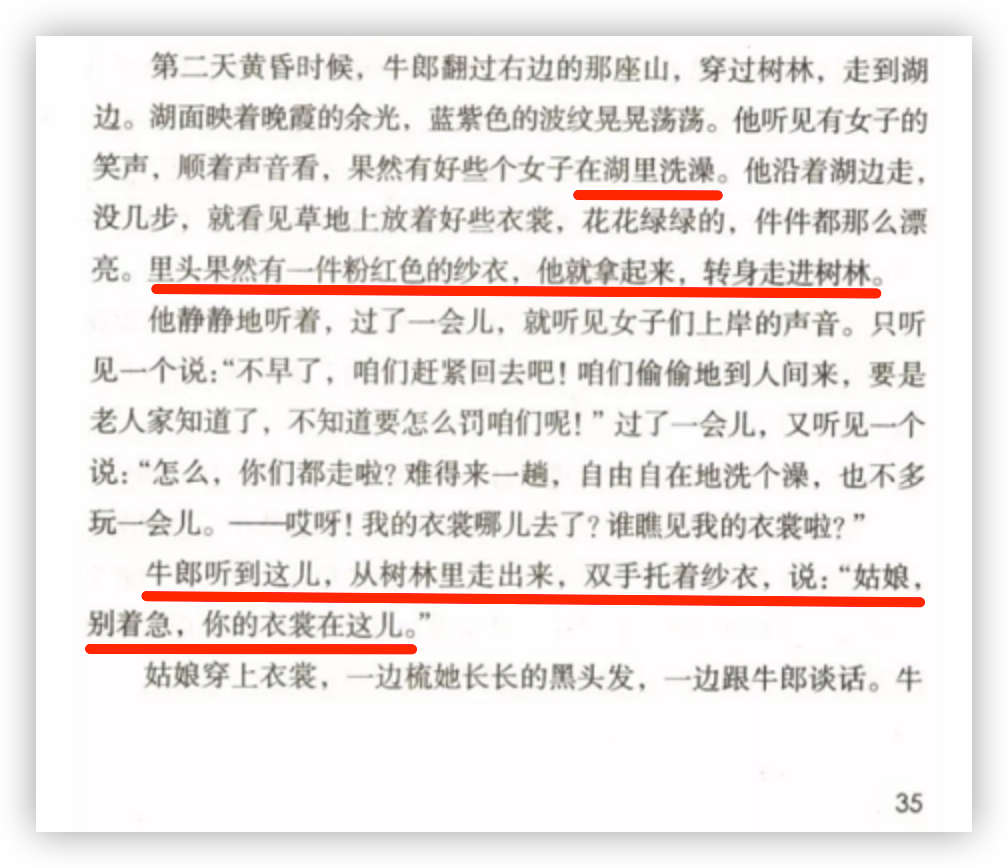 第二天黄昏时候，牛郎翻过右边的那座山，穿过树林，走到湖
边。湖面映着晚霞的余光，蓝紫色的波纹晃晃荡荡。他听见有女子的
笑声，顺着声音看，果然有好些个女子在湖里洗澡。他沿着湖边走，
没几步，就看见草地上放着好些衣裳，花花绿绿的，件件都那么漂
亮。里头果然有一件粉红色的纱衣，他就拿起来，转身走进树林。
他静静地听着，过了一会儿，就听见女子们上岸的声音。只听
见一个说：“不早了，咱们赶紧回去吧！咱们偷偷地到人间来，要是
老人家知道了，不知道要怎么罚咱们呢！”过了一会儿，又听见一个
说：“怎么，你们都走啦？难得来一趟，自由自在地洗个澡，也不多
玩一会儿。——哎呀！我的衣裳哪儿去了？谁瞧见我的衣裳啦？”
牛郎听到这儿，从树林里走出来，双手托着纱衣，说：“姑娘，
别着急，你的衣裳在这儿。”
姑娘穿上衣裳，一边梳她长长的黑头发，一边跟牛郎谈话。牛
35